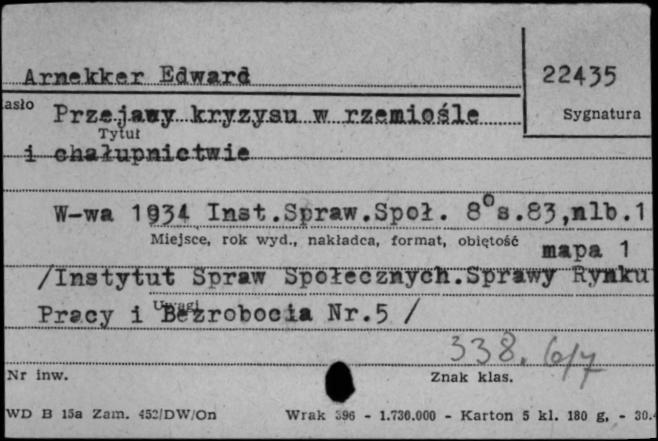 Arnekker Edward
22435
asło
Przejawy kryzysu w rzemiośle
Sygnatura
Tytuł
i chałupnictwie
W-wa 1934 Inst.Spraw.Społ. 8°s.83,nlb.1
Miejsce, rok wyd., nakładca, format, objętość
mapa 1
/Instytut Spraw Społecznych.Sprawy Rynku
Uwagi
Pracy i Bezrobocia Nr.5 /
338.6/7
Nr inw.
Znak klas.
WD B 15a Zam. 452/DW/On
Wrak 396 - 1.730.000 - Karton 5 kl. 180 g, - 30.4